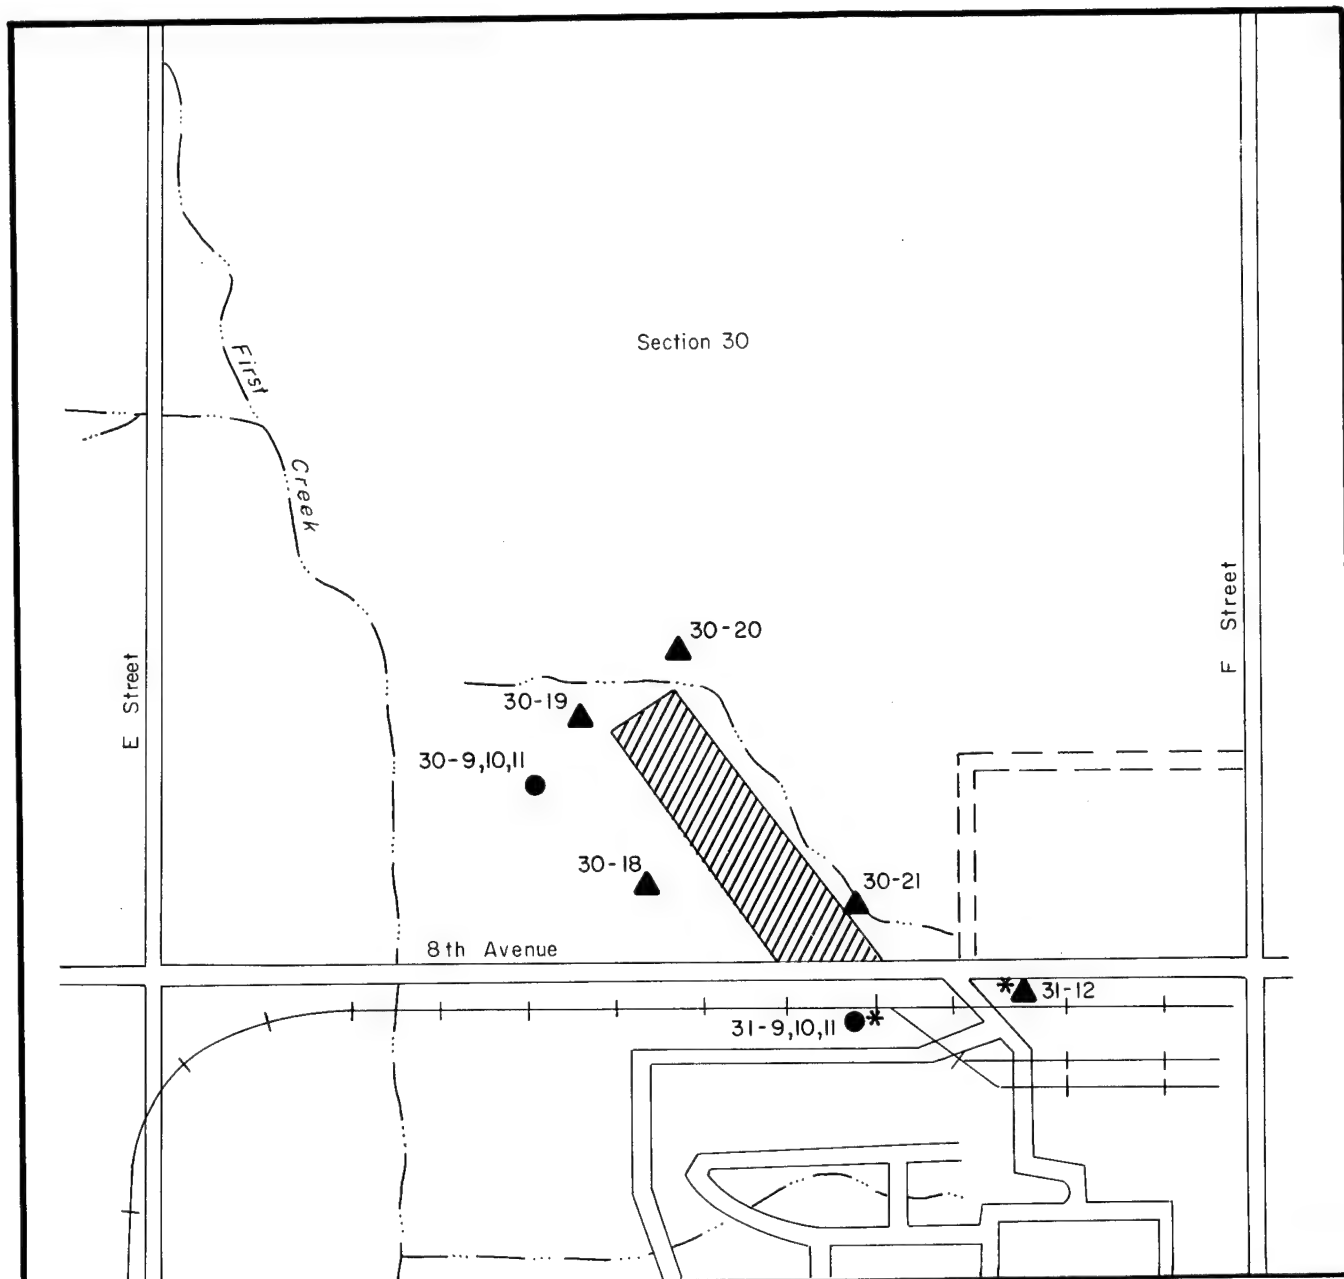 Section 30
First
Creek
F Street
E Street
30-20
30-19
30-9,10,11
30-18
30-21
8th Avenue
* 31-12
31-9,10,11 *